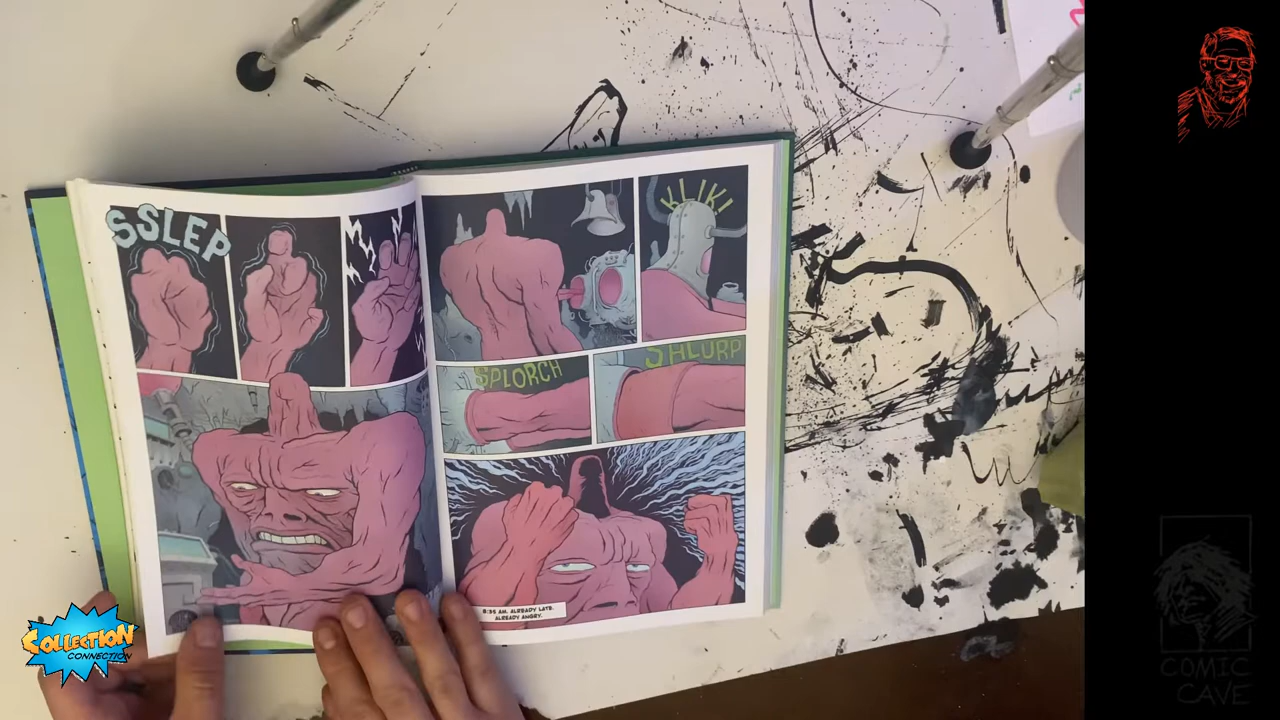 SSLEP
KLIK!
SPLORCH
SHLURP
8:35 AM. ALREADY LATE.
ALREADY ANGRY.
COLLECTION
CONNECTION
COMIC
CAVE